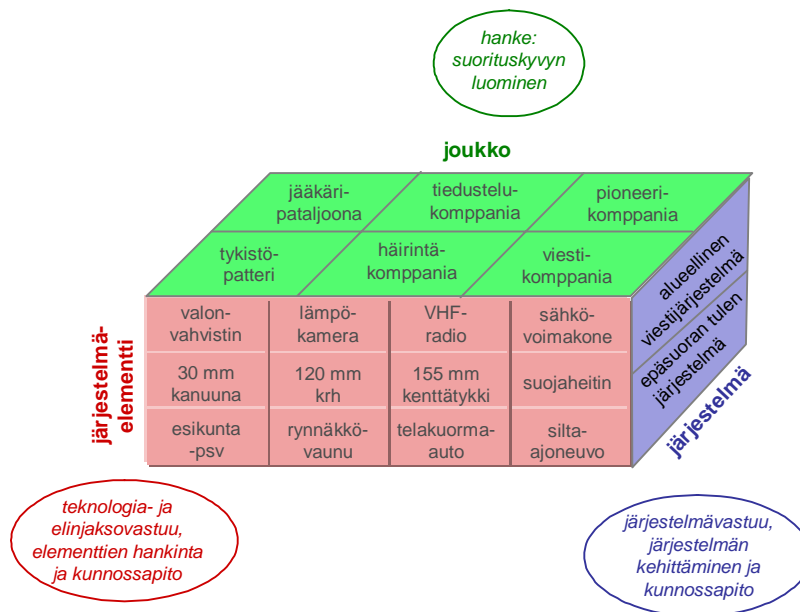 hanke:
suorituskyvyn
luominen
joukko
jääkäri-
pataljoona
tiedustelu-
komppania
pioneeri-
komppania
tykistö-
patteri
häirintä-
komppania
viesti-
komppania
alueellinen
viestijärjestelmä
epäsuoran tulen
järjestelmä
järjestelmä
järjestelmä-
elementti
valon-
vahvistin
lämpö-
kamera
VHF-
radio
sähkö-
voimakone
30 mm
kanuuna
120 mm
krh
155 mm
kenttätykki
suojaheitin
esikunta
-psv
rynnäkkö-
vaunu
telakuorma-
auto
silta-
ajoneuvo
teknologia- ja
elinjaksovastuu,
elementtien hankinta
ja kunnossapito
järjestelmävastuu,
järjestelmän
kehittäminen ja
kunnossapito